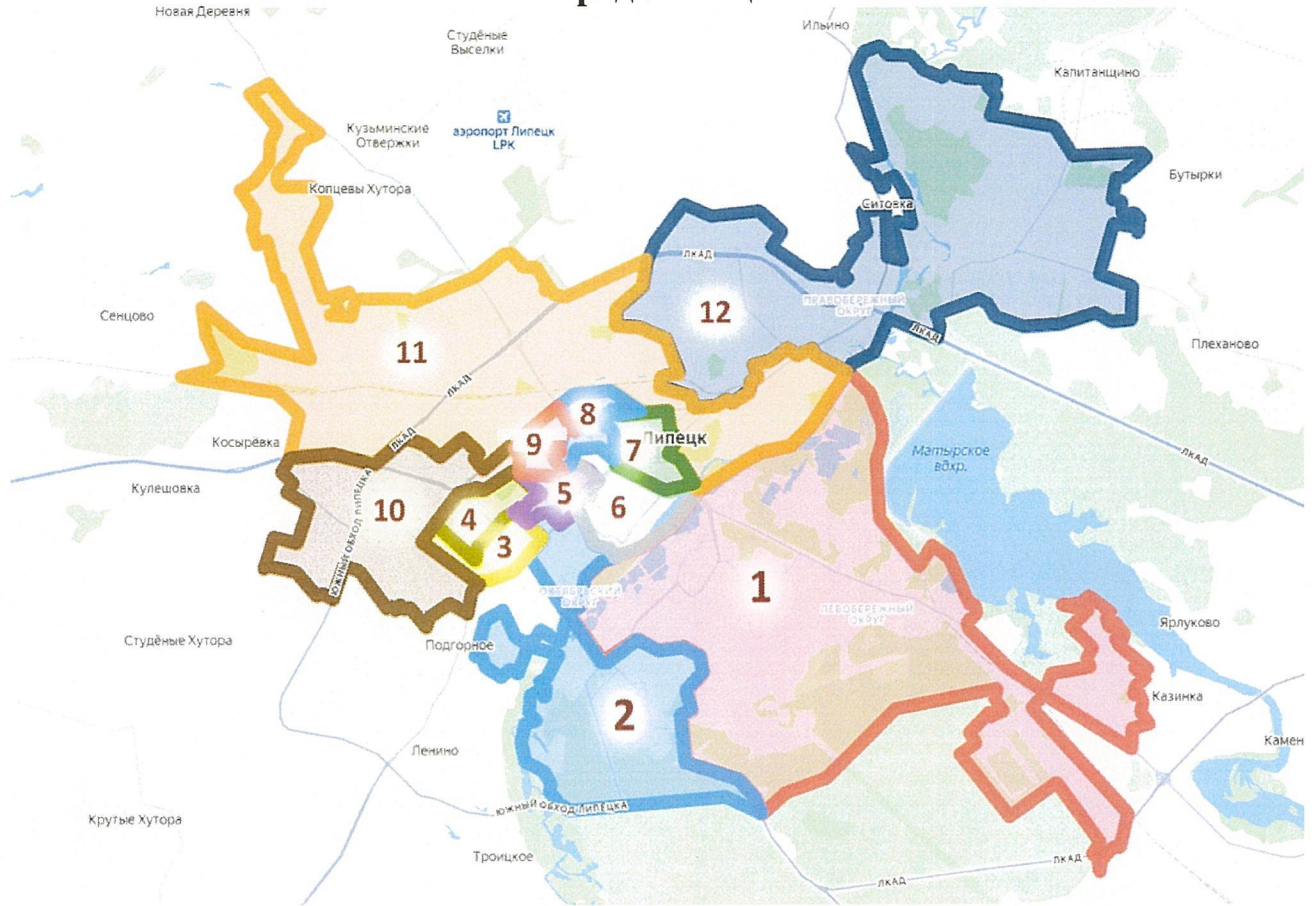 Новая Деревня
Студёные
Выселки
Ильино
Капитанщино
Кузьминские
Отвержки
аэропорт Липецк
LPK
Копцевы Хутора
Бутырки
Ситовка
ЛКАД
ПРАВОБЕРЕЖНЫЙ
ОКРУГ
12
Сенцово
ЛКАД
Плеханово
11
ЛКАД
8
Косырёвка
ЛКАД
9
7
Липецк
Матырское
вдхр.
ЛКАД
Кулешовка
ЮЖНЫЙ ОБХОД ЛИПЕЦКА
10
4
5
6
3
1
ОКТЯБРЬСКИЙ
ОКРУГ
ЛЕВОБЕРЕЖНЫЙ
ОКРУГ
Ярлуково
Студёные Хутора
Подгорное
Казинка
2
Ленино
Камен
ЮЖНЫЙ ОБХОД ЛИПЕЦКА
Крутые Хутора
Троицкое
ЛКАД
ЛКАД